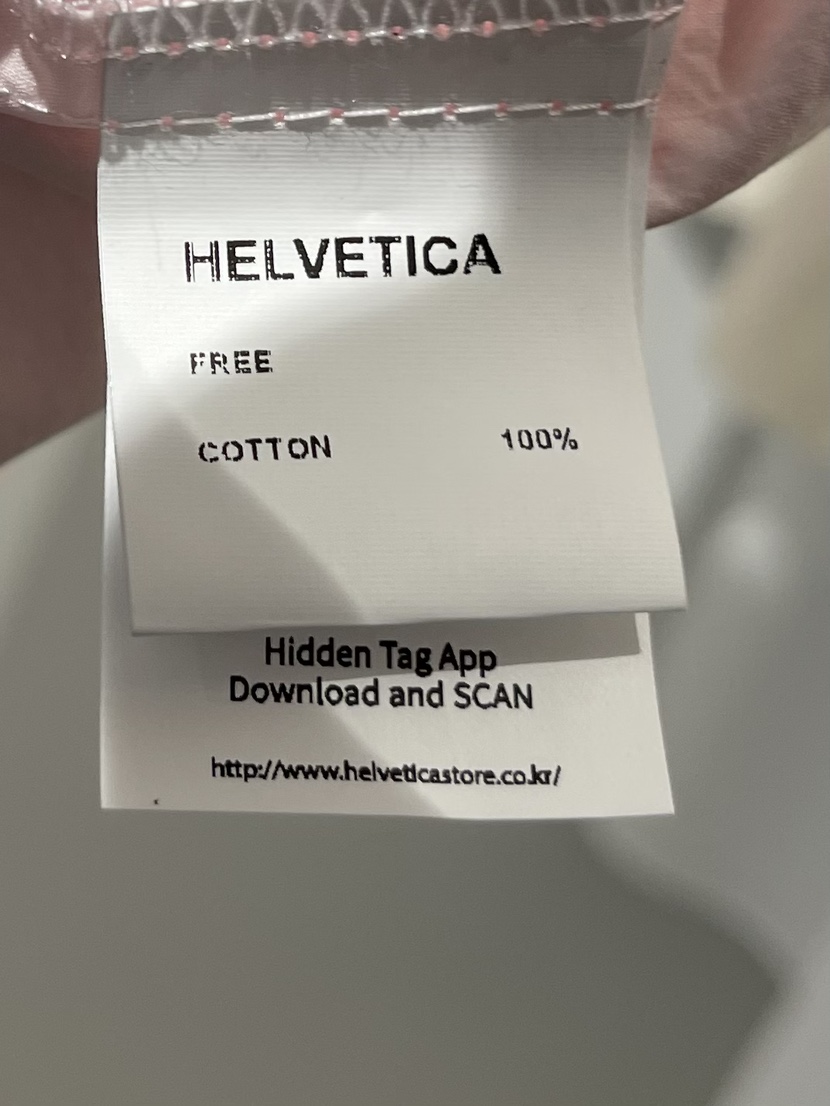 HELVETICA
FREE
COTTON 100%
Hidden Tag App
Download and SCAN
http://www.helveticastore.co.kr/